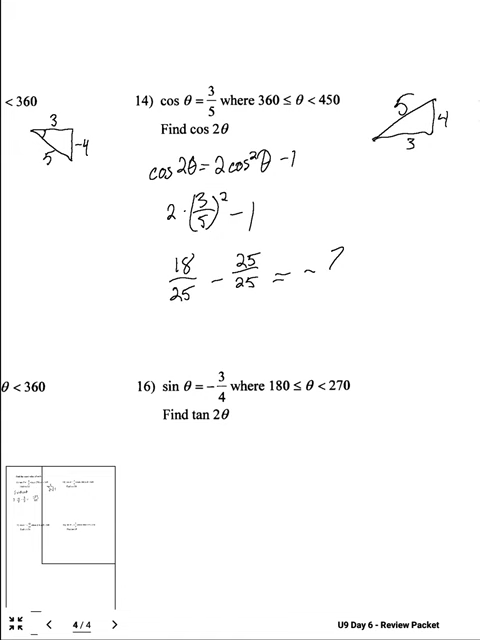 < 360
3
-4
5
14) cos θ = 3/5 where 360 ≤ θ < 450
Find cos 2θ
5
4
3
cos 2θ = 2cos²θ - 1
2 · (3/5)² - 1
18/25 - 25/25 = - 7
θ < 360
16) sin θ = -3/4 where 180 ≤ θ < 270
Find tan 2θ
4 / 4
U9 Day 6 - Review Packet